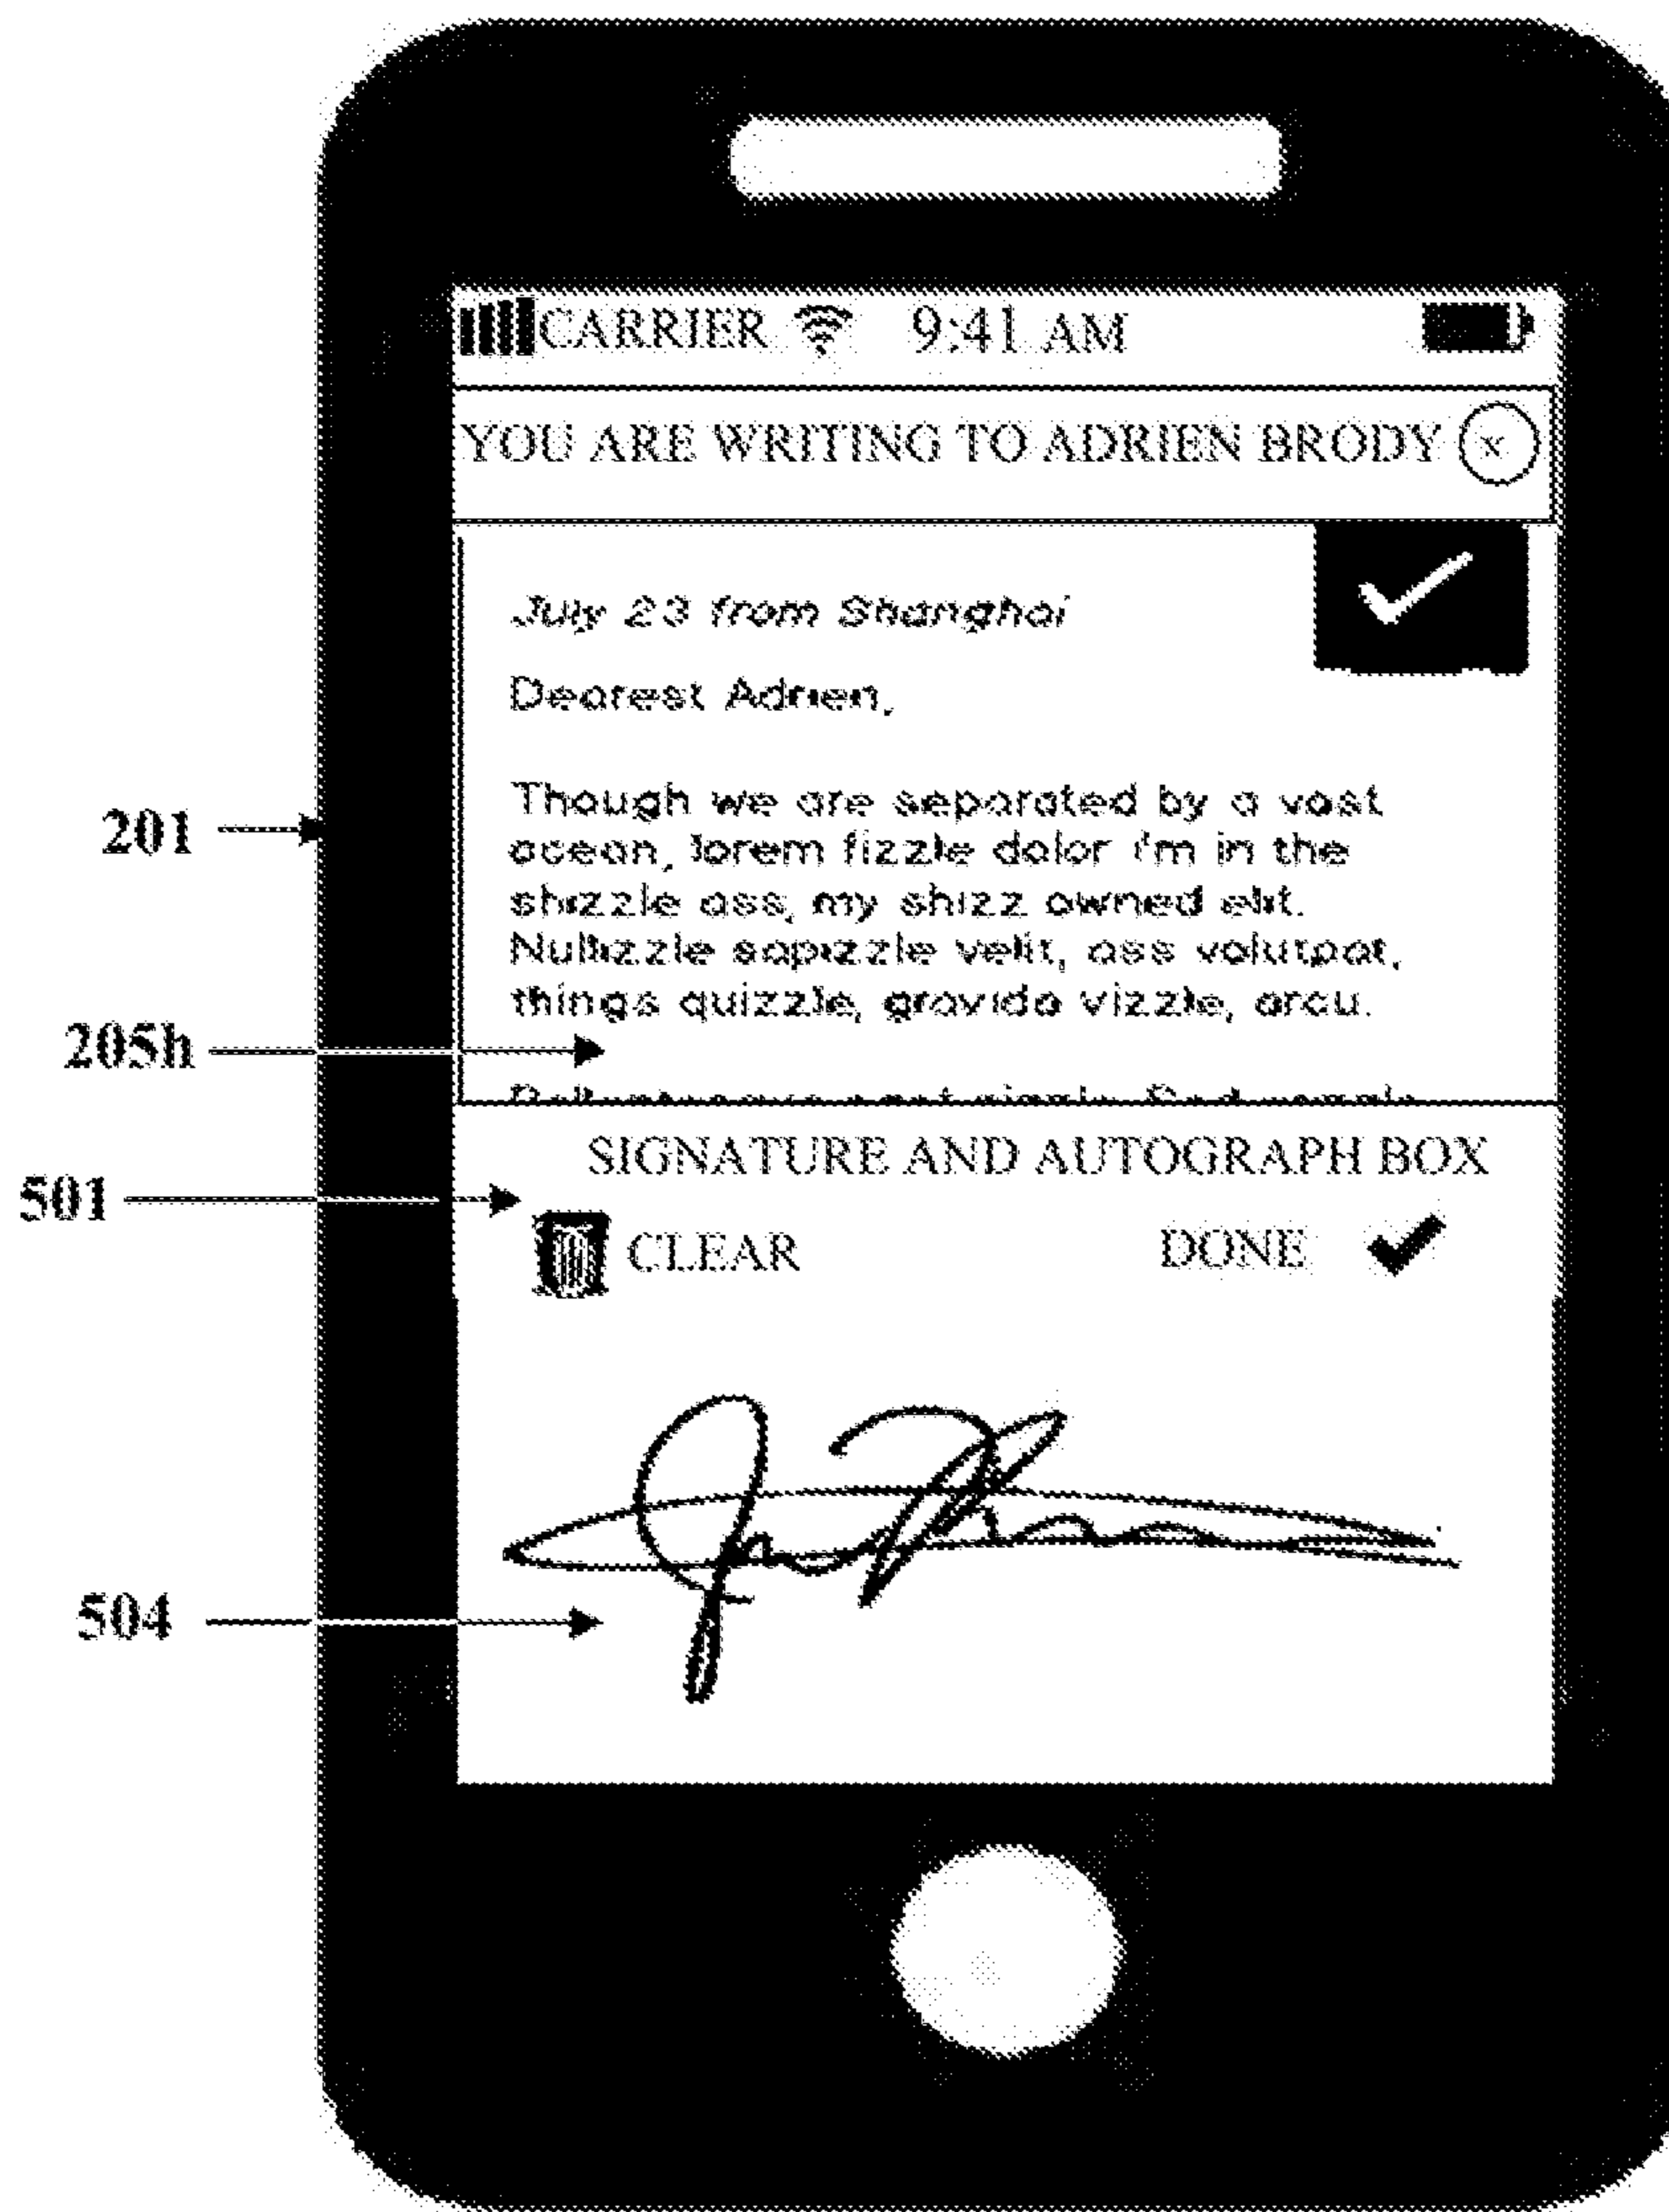 CARRIER 9:41 AM
YOU ARE WRITING TO ADRIEN BRODY x
July 23 from Shanghai
Dearest Adrien,
Though we are separated by a vast
ocean, lorem fizzle dolor i'm in the
shizzle ass, my shizz owned elit.
Nullizzle sapizzle velit, ass volutpat,
things quizzle, gravida vizzle, arcu.
SIGNATURE AND AUTOGRAPH BOX
CLEAR DONE
201
205h
501
504